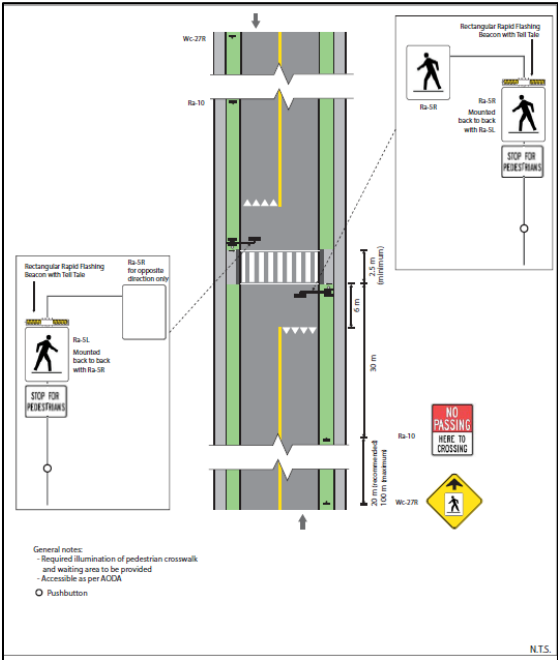 Wc-27R
Ra-10
Rectangular Rapid Flashing
Beacon with Tell Tale
Ra-5R
Ra-5R
Mounted
back to back
with Ra-5L
STOP FOR
PEDESTRIANS
Rectangular Rapid Flashing
Beacon with Tell Tale
Ra-5R
for opposite
direction only
Ra-5L
Mounted
back to back
with Ra-5R
STOP FOR
PEDESTRIANS
2.5 m
(minimum)
6 m
30 m
20 m (recommended)
100 m (maximum)
Ra-10
NO
PASSING
HERE TO
CROSSING
Wc-27R
General notes:
- Required illumination of pedestrian crosswalk
and waiting area to be provided
- Accessible as per AODA
Pushbutton
N.T.S.